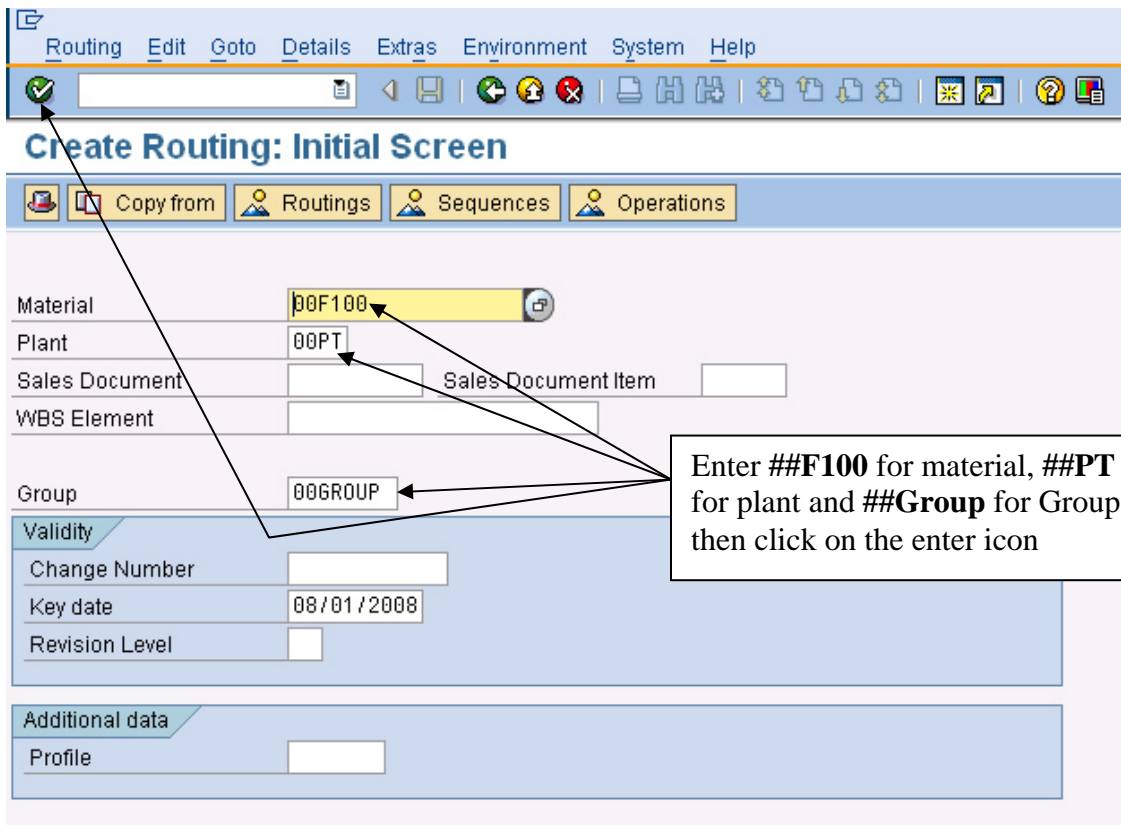 Routing Edit Goto Details Extras Environment System Help
Create Routing: Initial Screen
Copy from Routings Sequences Operations
Material 00F100
Plant 00PT
Sales Document Sales Document Item
WBS Element
Group 00GROUP
Enter ##F100 for material, ##PT
for plant and ##Group for Group
then click on the enter icon
Validity
Change Number
Key date 08/01/2008
Revision Level
Additional data
Profile